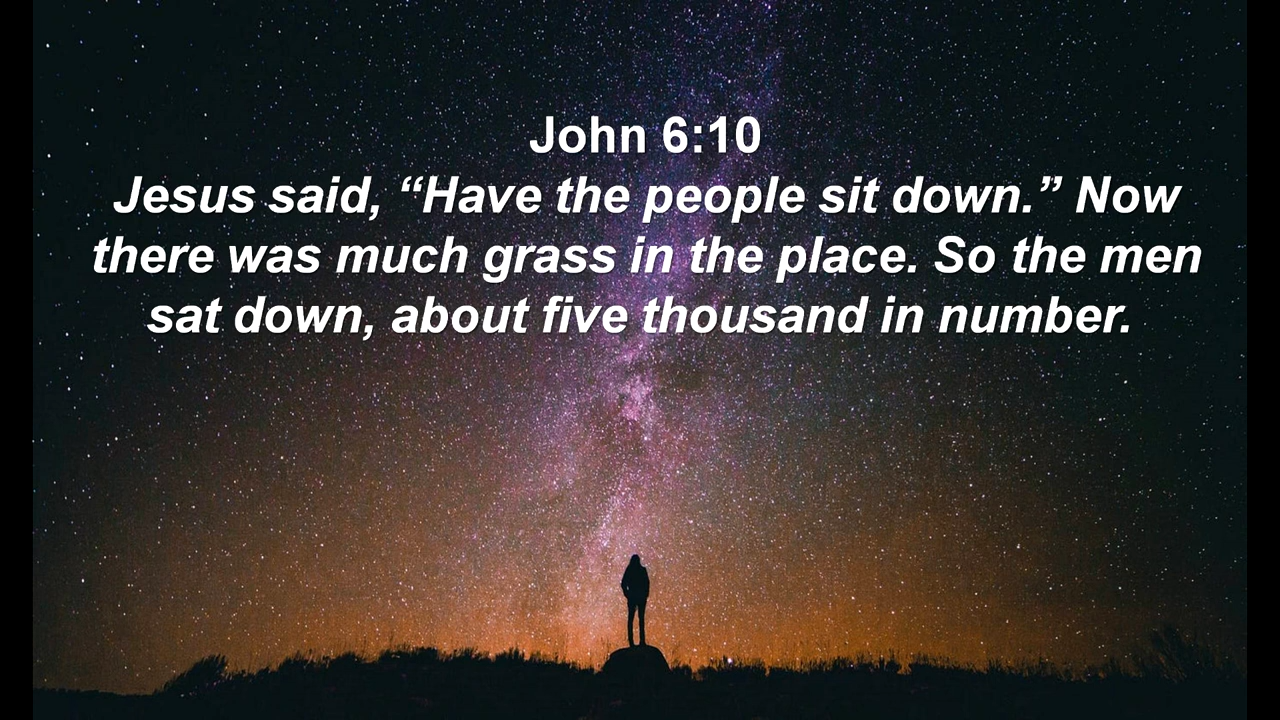 John 6:10
Jesus said, “Have the people sit down.” Now
there was much grass in the place. So the men
sat down, about five thousand in number.